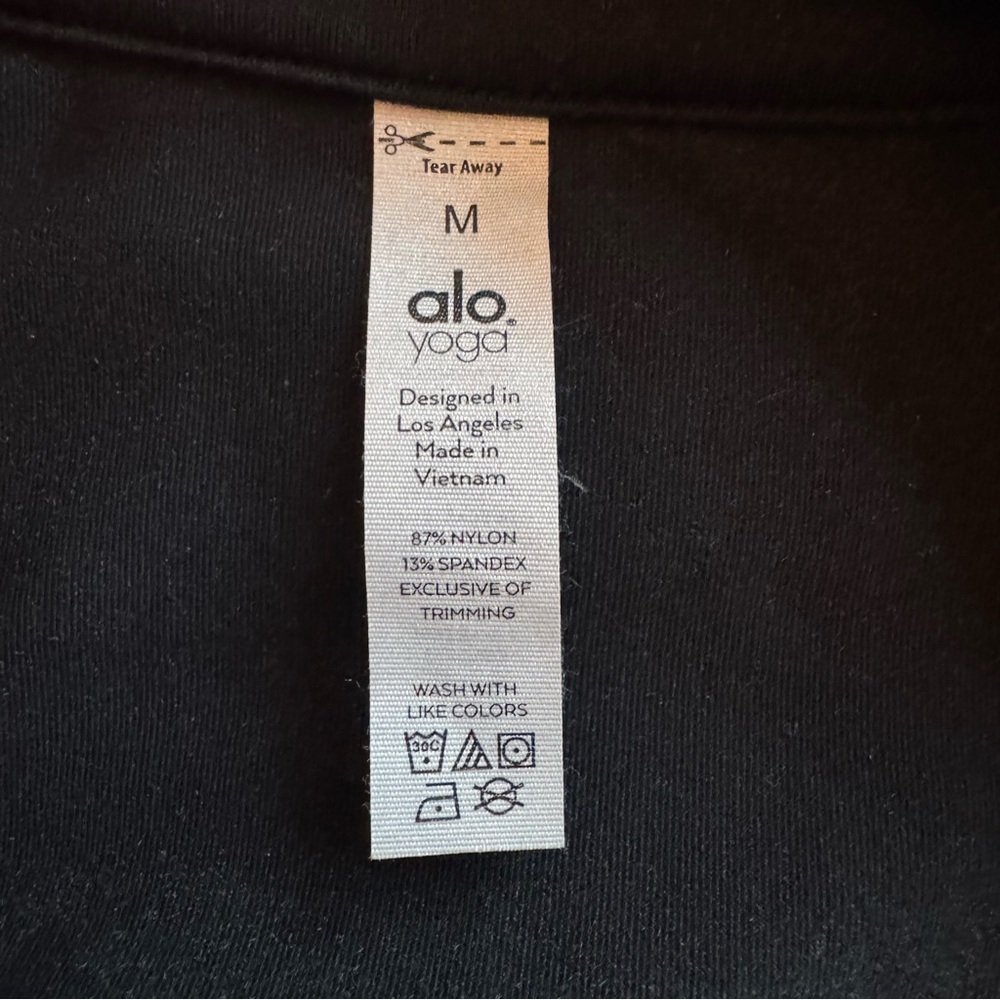 Tear Away
M
alo®
yoga
Designed in
Los Angeles
Made in
Vietnam
87% NYLON
13% SPANDEX
EXCLUSIVE OF
TRIMMING
WASH WITH
LIKE COLORS
30C